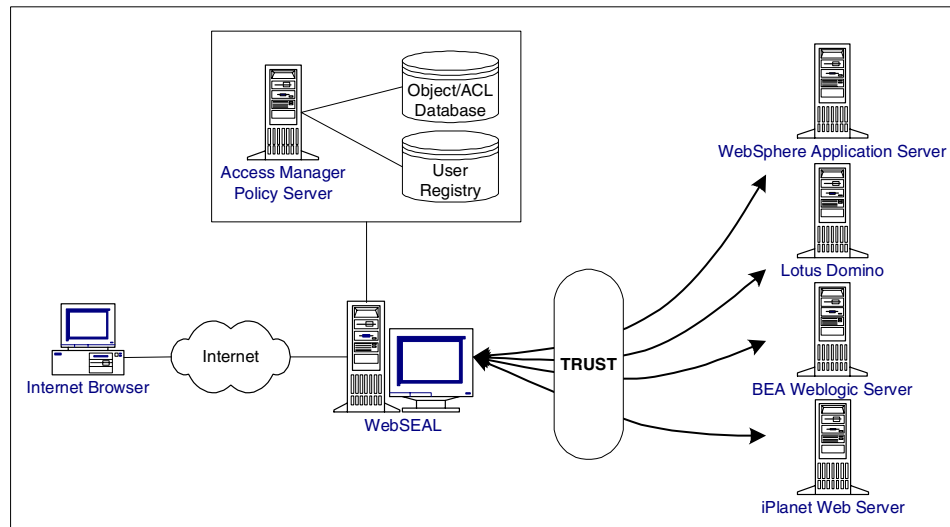 Object/ACL
Database
User
Registry
Access Manager
Policy Server
WebSphere Application Server
Lotus Domino
Internet
TRUST
Internet Browser
BEA Weblogic Server
WebSEAL
iPlanet Web Server